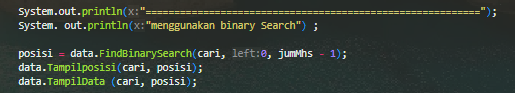 System.out.println(x:"=============================================================");
System. out.println(x:"menggunakan binary Search") ;
posisi = data.FindBinarySearch(cari, left:0, jumMhs - 1);
data.Tampilposisi(cari, posisi);
data.TampilData (cari, posisi);